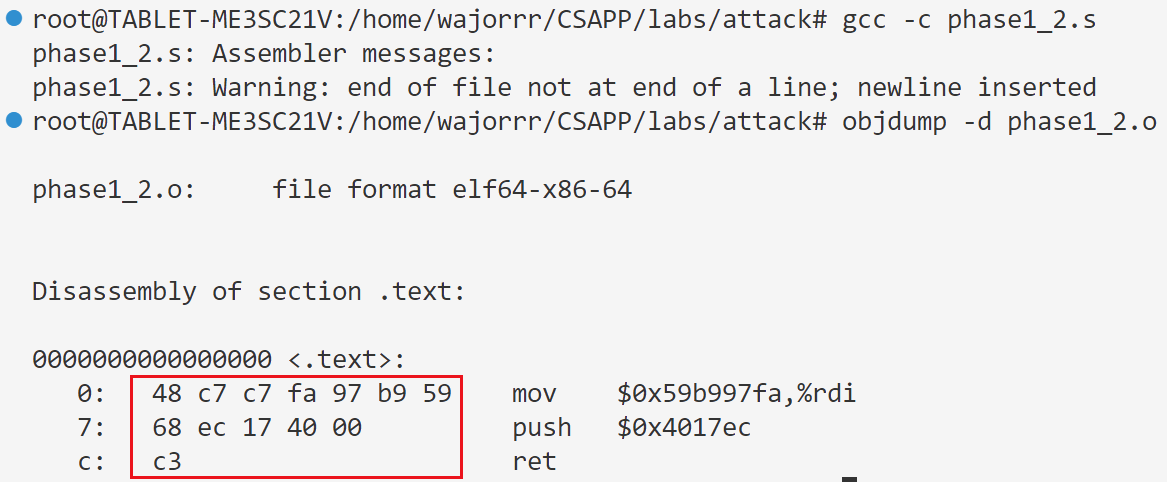 root@TABLET-ME3SC21V:/home/wajorrr/CSAPP/labs/attack# gcc -c phase1_2.s
phase1_2.s: Assembler messages:
phase1_2.s: Warning: end of file not at end of a line; newline inserted
root@TABLET-ME3SC21V:/home/wajorrr/CSAPP/labs/attack# objdump -d phase1_2.o
phase1_2.o:     file format elf64-x86-64
Disassembly of section .text:
0000000000000000 <.text>:
   0:   48 c7 c7 fa 97 b9 59    mov    $0x59b997fa,%rdi
   7:   68 ec 17 40 00          push   $0x4017ec
   c:   c3                      ret